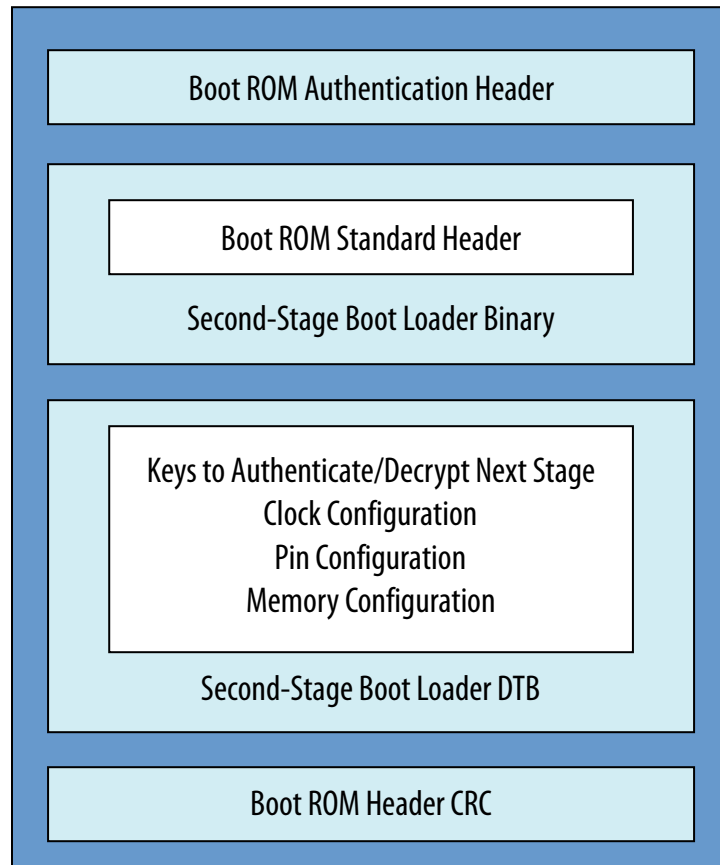 Boot ROM Authentication Header
Boot ROM Standard Header
Second-Stage Boot Loader Binary
Keys to Authenticate/Decrypt Next Stage
Clock Configuration
Pin Configuration
Memory Configuration
Second-Stage Boot Loader DTB
Boot ROM Header CRC